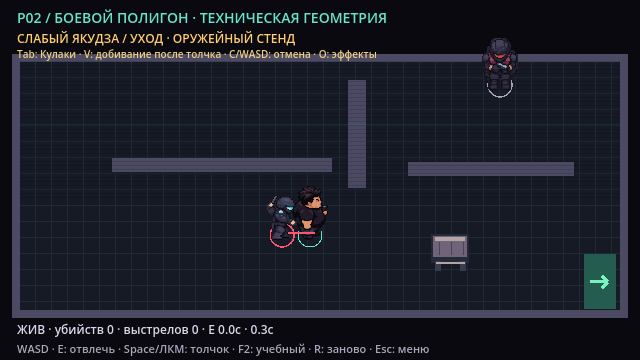 P02 / БОЕВОЙ ПОЛИГОН · ТЕХНИЧЕСКАЯ ГЕОМЕТРИЯ
СЛАБЫЙ ЯКУДЗА / УХОД · ОРУЖЕЙНЫЙ СТЕНД
Tab: Кулаки · V: добивание после толчка · C/WASD: отмена · O: эффекты
ЖИВ · убийств 0 · выстрелов 0 · E 0.0с · 0.3с
WASD · E: отвлечь · Space/ЛКМ: толчок · F2: учебный · R: заново · Esc: меню